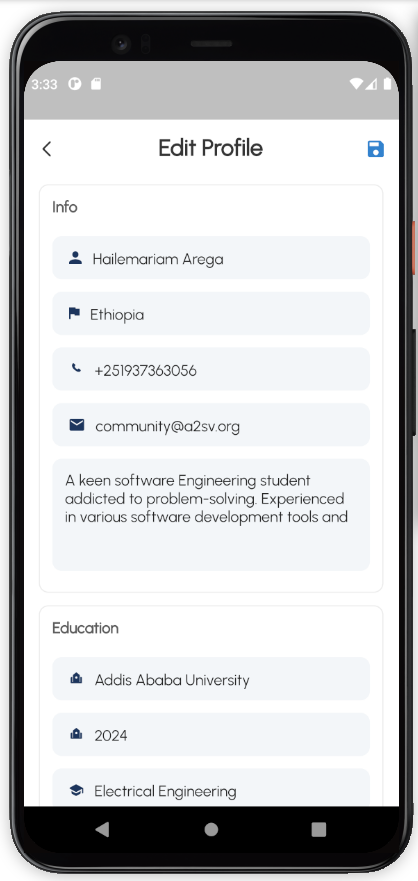 3:33
Edit Profile
Info
Hailemariam Arega
Ethiopia
+251937363056
community@a2sv.org
A keen software Engineering student
addicted to problem-solving. Experienced
in various software development tools and
Education
Addis Ababa University
2024
Electrical Engineering